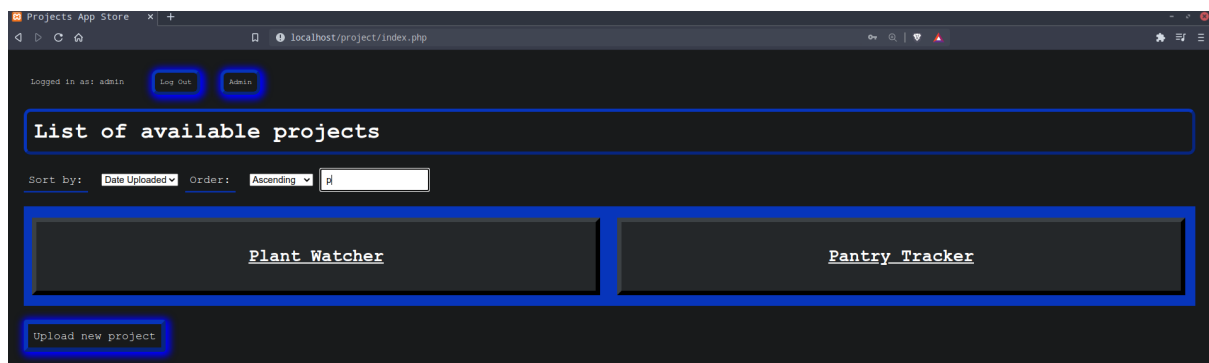 Projects App Store x +
localhost/project/index.php
Logged in as: admin Log Out Admin
List of available projects
Sort by: Date Uploaded Order: Ascending p
Plant Watcher Pantry Tracker
Upload new project